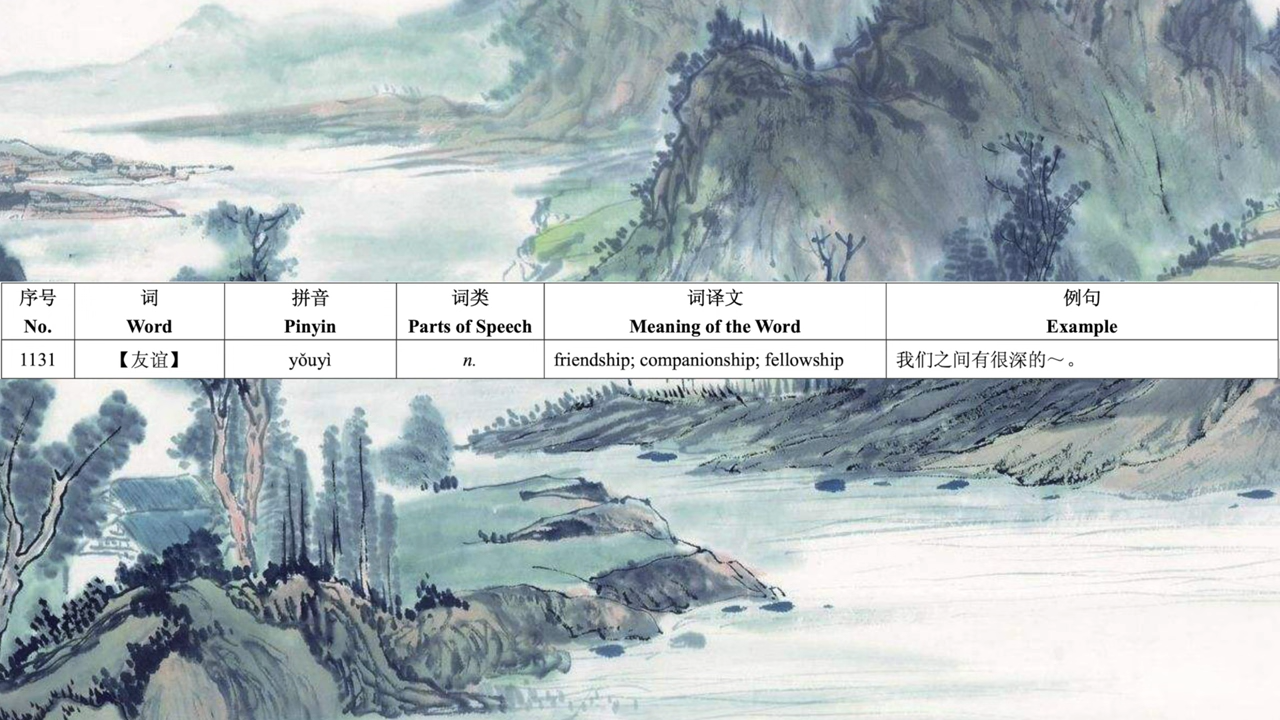 序号 词 拼音 词类 词译文 例句
No. Word Pinyin Parts of Speech Meaning of the Word Example
1131 【友谊】 yǒuyì n. friendship; companionship; fellowship 我们之间有很深的～。